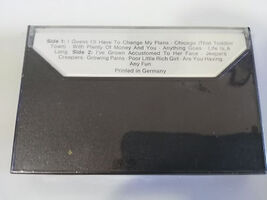 Side 1: I Guess I'll Have To Change My Plans · Chicago (That Toddlin'
Town) · With Plenty Of Money And You · Anything Goes · Life Is A
Song Side 2: I've Grown Accustomed To Her Face · Jeepers
Creepers · Growing Pains · Poor Little Rich Girl · Are You Having
Any Fun
Printed in Germany